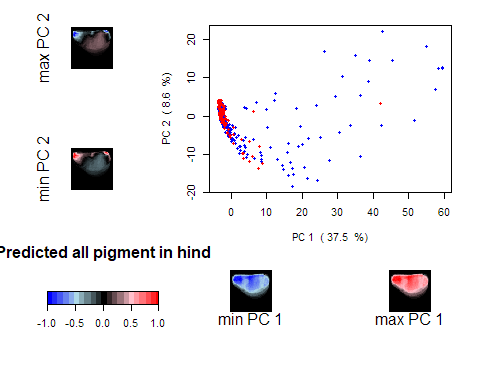 max PC 2
min PC 2
PC 2 ( 8.6 %)
20
10
0
-10
-20
0 10 20 30 40 50 60
PC 1 ( 37.5 %)
Predicted all pigment in hind
-1.0 -0.5 0.0 0.5 1.0
min PC 1
max PC 1